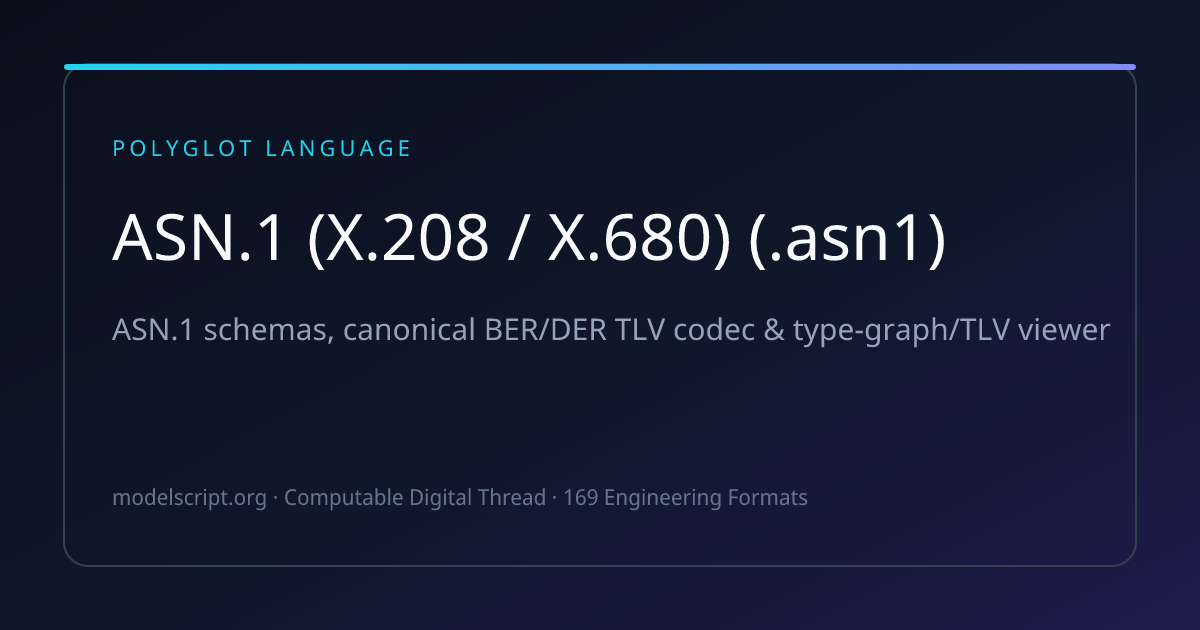 POLYGLOT LANGUAGE
ASN.1 (X.208 / X.680) (.asn1)
ASN.1 schemas, canonical BER/DER TLV codec & type-graph/TLV viewer
modelscript.org · Computable Digital Thread · 169 Engineering Formats